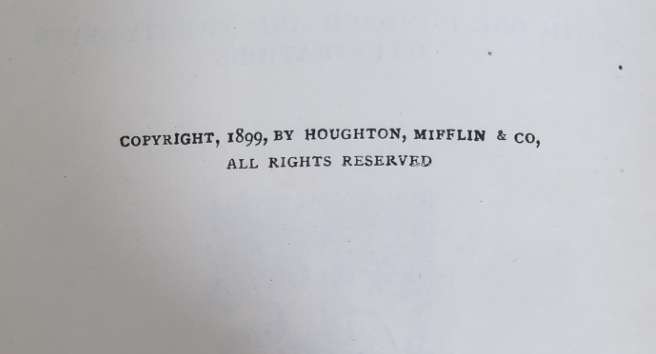 COPYRIGHT, 1899, BY HOUGHTON, MIFFLIN & CO,
ALL RIGHTS RESERVED